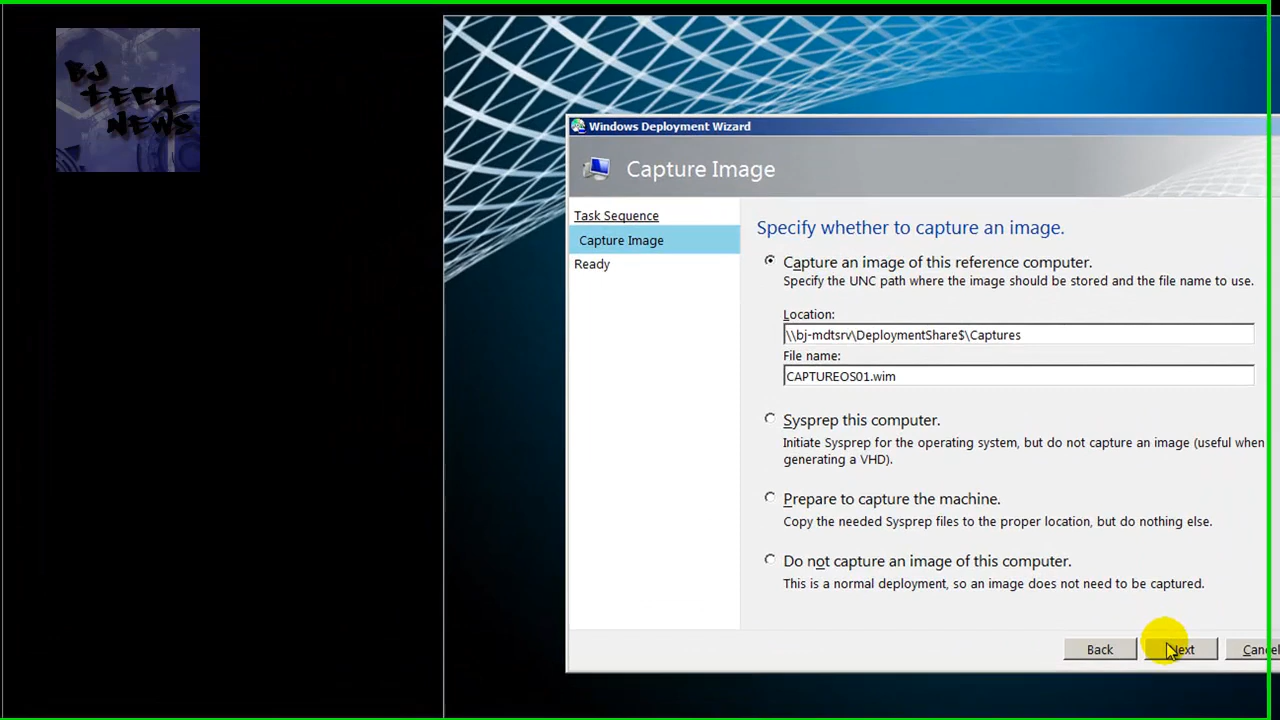 BJ
TECH
NEWS
Windows Deployment Wizard
Capture Image
Task Sequence
Capture Image
Ready
Specify whether to capture an image.
Capture an image of this reference computer.
Specify the UNC path where the image should be stored and the file name to use.
Location:
\\bj-mdtsrv\DeploymentShare$\Captures
File name:
CAPTUREOS01.wim
Sysprep this computer.
Initiate Sysprep for the operating system, but do not capture an image (useful when
generating a VHD).
Prepare to capture the machine.
Copy the needed Sysprep files to the proper location, but do nothing else.
Do not capture an image of this computer.
This is a normal deployment, so an image does not need to be captured.
Back Next Cancel